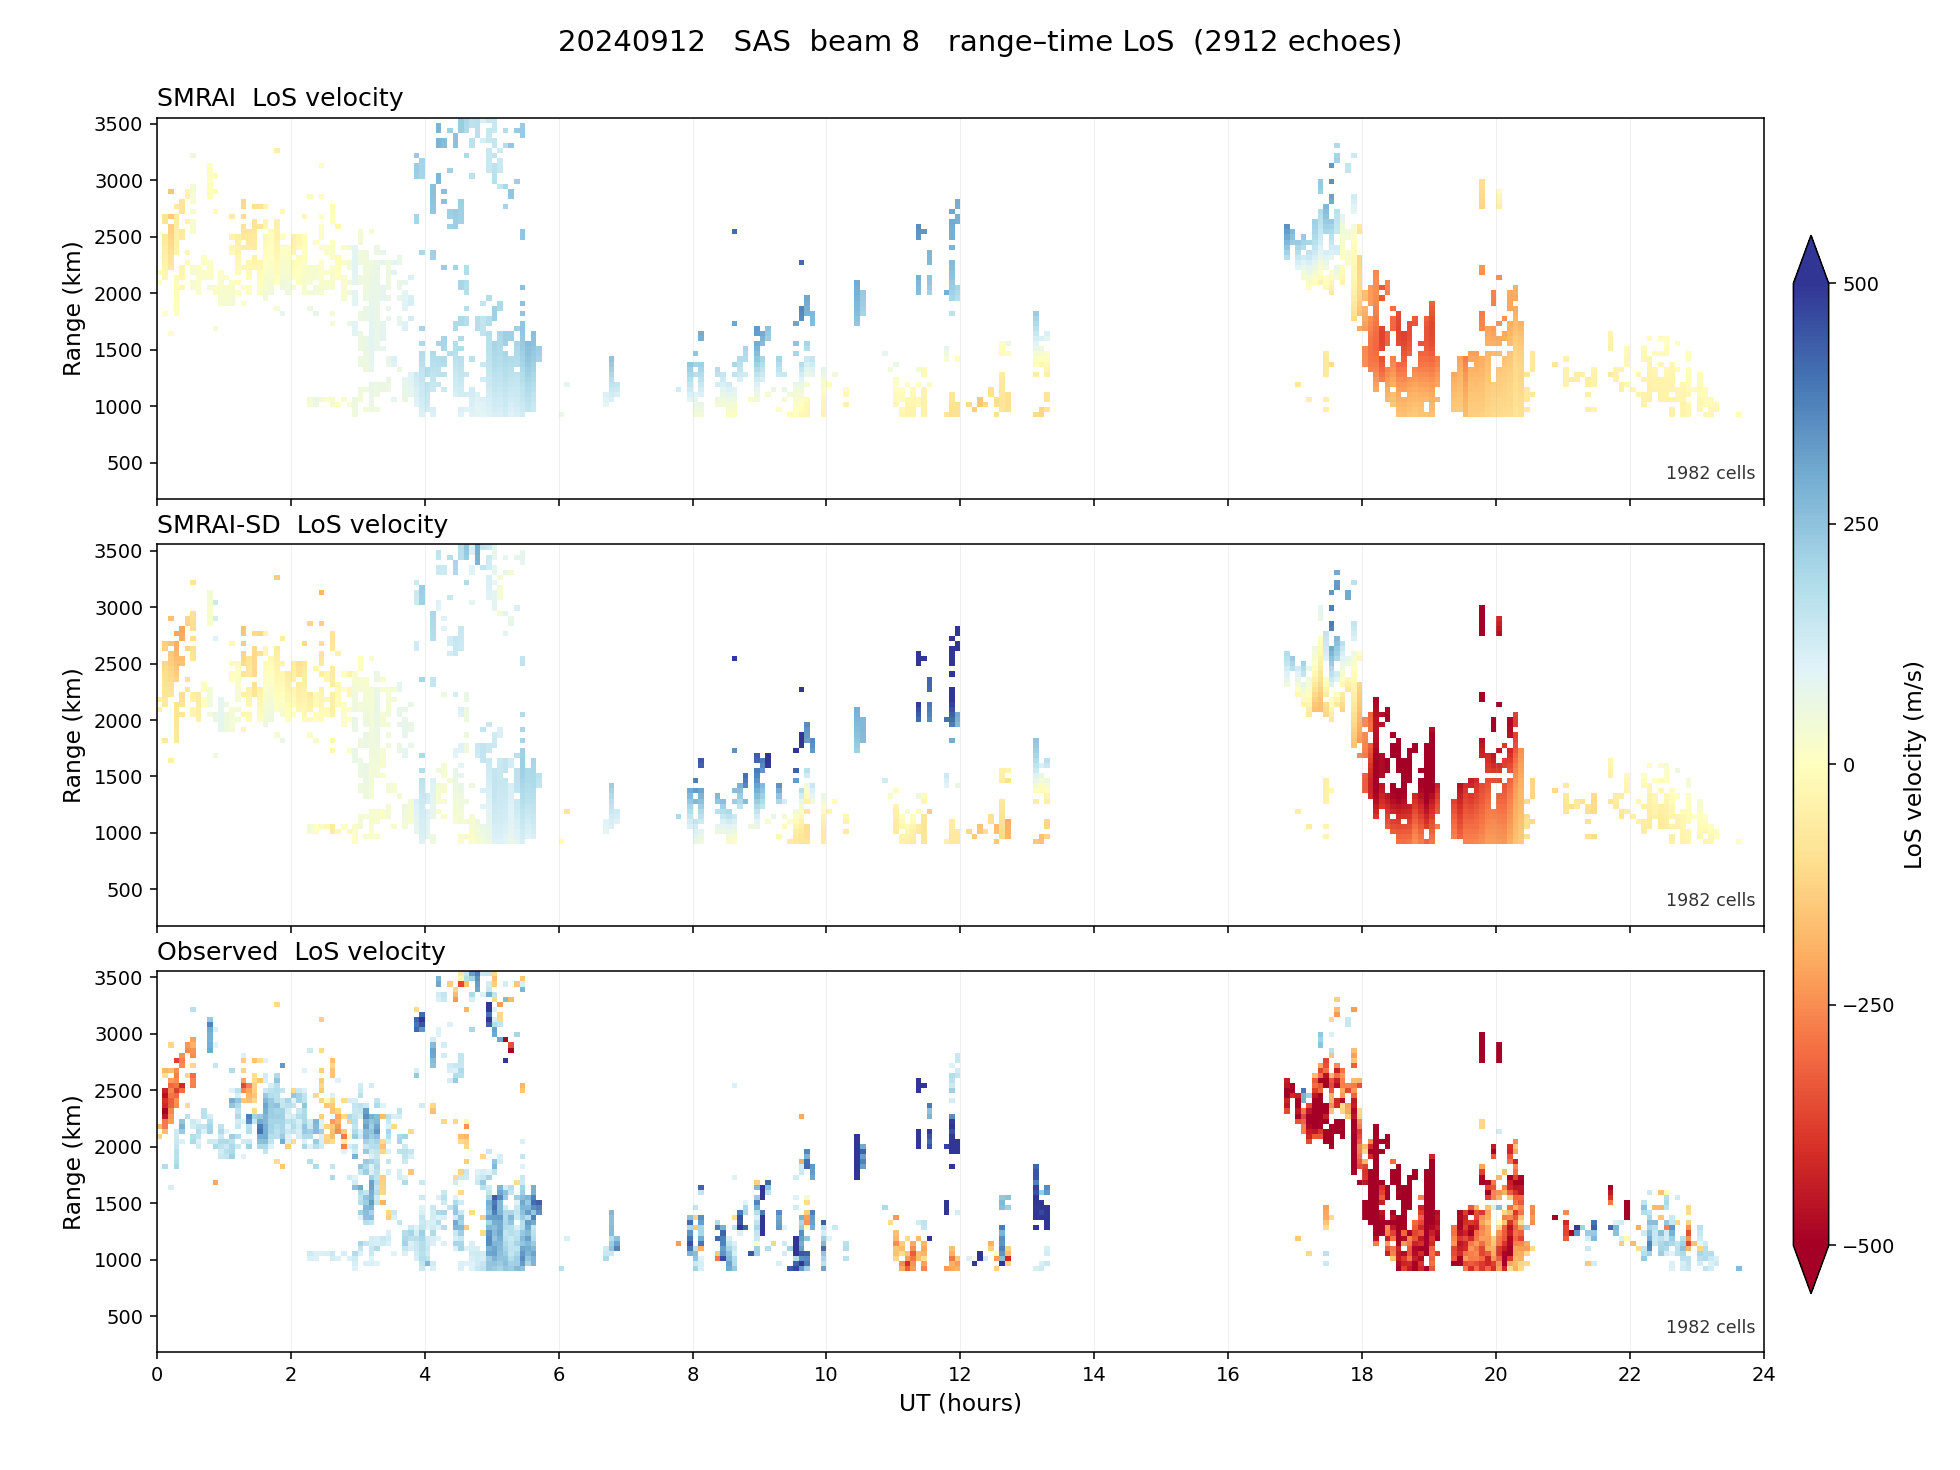 20240912   SAS  beam 8   range–time LoS  (2912 echoes)
SMRAI  LoS velocity
3500
3000
2500
2000
1500
1000
500
Range (km)
1982 cells
SMRAI-SD  LoS velocity
3500
3000
2500
2000
1500
1000
500
Range (km)
1982 cells
Observed  LoS velocity
3500
3000
2500
2000
1500
1000
500
Range (km)
1982 cells
0 2 4 6 8 10 12 14 16 18 20 22 24
UT (hours)
500
250
0
−250
−500
LoS velocity (m/s)